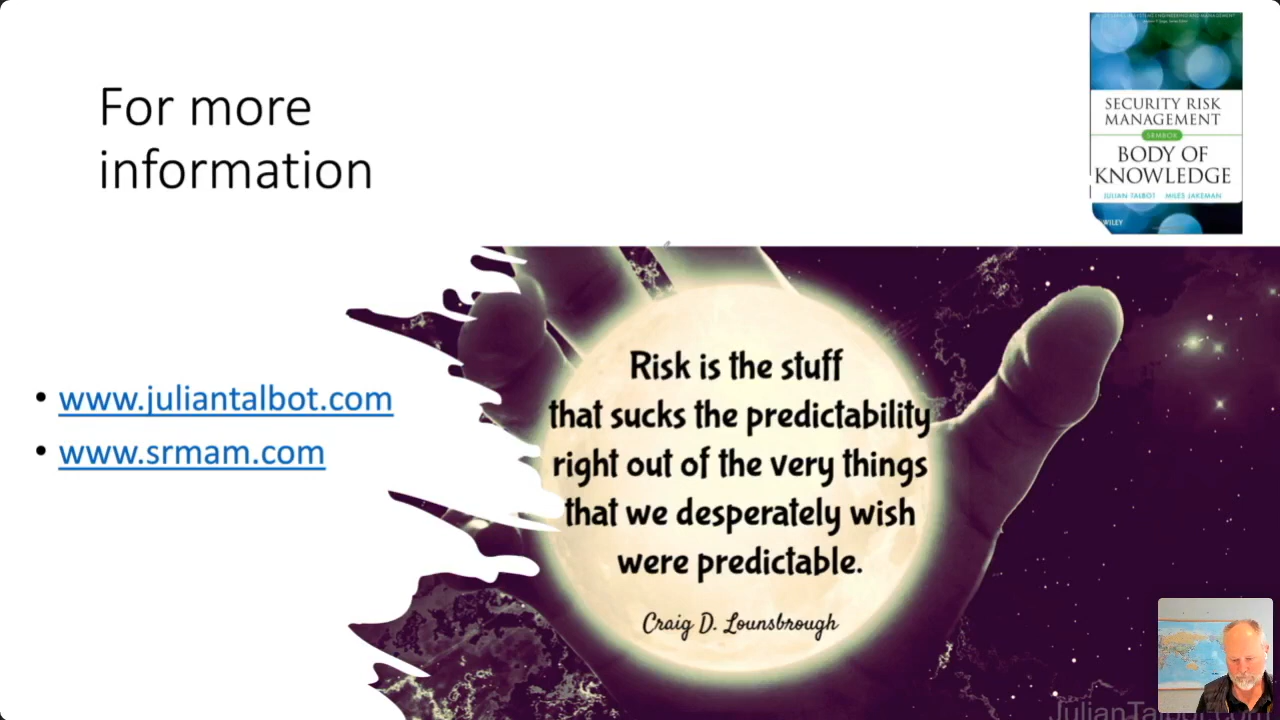 For more
information
SECURITY RISK
MANAGEMENT
SRMBOK
BODY OF
KNOWLEDGE
JULIAN TALBOT MILES JAKEMAN
WILEY
• www.juliantalbot.com
• www.srmam.com
Risk is the stuff
that sucks the predictability
right out of the very things
that we desperately wish
were predictable.
Craig D. Lounsbrough